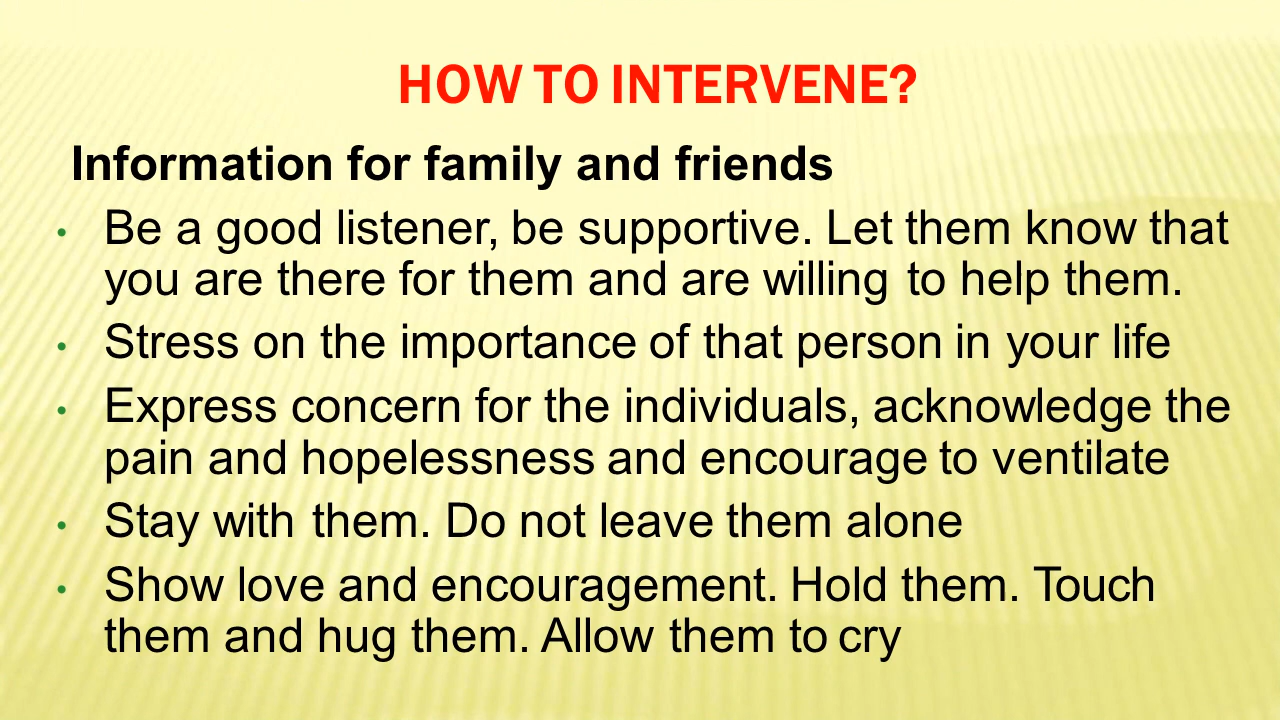 HOW TO INTERVENE?
Information for family and friends
• Be a good listener, be supportive. Let them know that
you are there for them and are willing to help them.
• Stress on the importance of that person in your life
• Express concern for the individuals, acknowledge the
pain and hopelessness and encourage to ventilate
• Stay with them. Do not leave them alone
• Show love and encouragement. Hold them. Touch
them and hug them. Allow them to cry